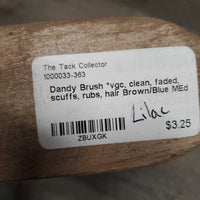 The Tack Collector
1000033-363
Dandy Brush *vgc, clean, faded,
scuffs, rubs, hair Brown/Blue MEd
Lilac
$3.25
ZBUXGK